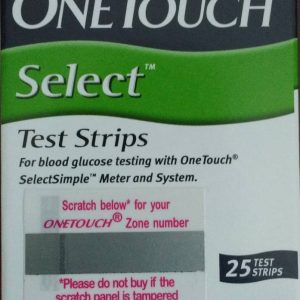 ONETOUCH
Select™
Test Strips
For blood glucose testing with OneTouch®
SelectSimple™ Meter and System.
Scratch below* for your
ONETOUCH® Zone number
25 TEST
STRIPS
*Please do not buy if the
scratch panel is tampered